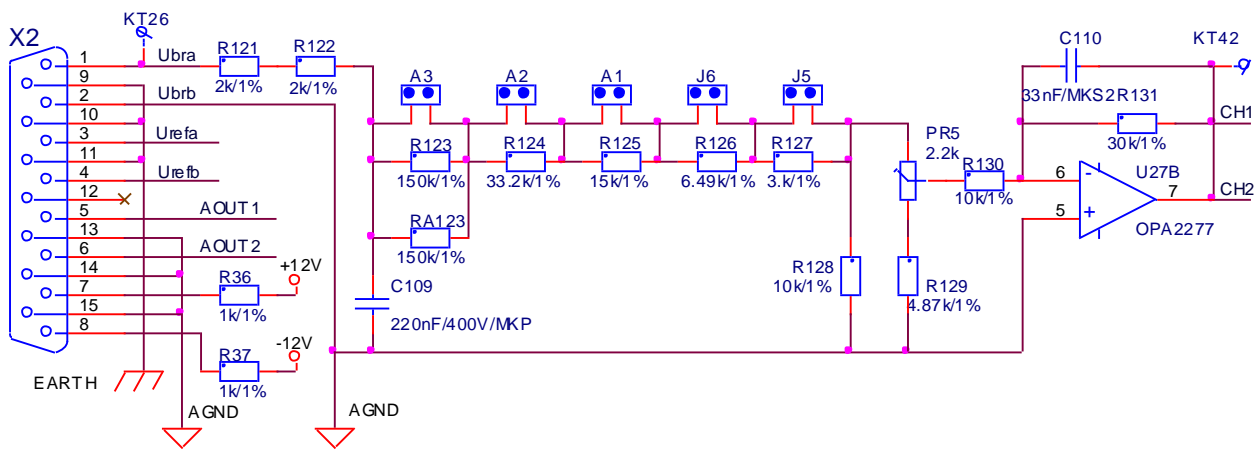 X2
KT26
1
9
2
10
3
11
4
12
5
13
6
14
7
15
8
Ubra
Ubrb
Urefa
Urefb
AOUT1
AOUT2
R36
1k/1%
+12V
R37
1k/1%
-12V
EARTH
AGND
AGND
R121
2k/1%
R122
2k/1%
A3
A2
A1
J6
J5
R123
150k/1%
R124
33.2k/1%
R125
15k/1%
R126
6.49k/1%
R127
3.k/1%
RA123
150k/1%
C109
220nF/400V/MKP
R128
10k/1%
R129
4.87k/1%
PR5
2.2k
R130
10k/1%
C110
33nF/MKS2
R131
30k/1%
KT42
CH1
CH2
U27B
6
-
5
+
7
OPA2277